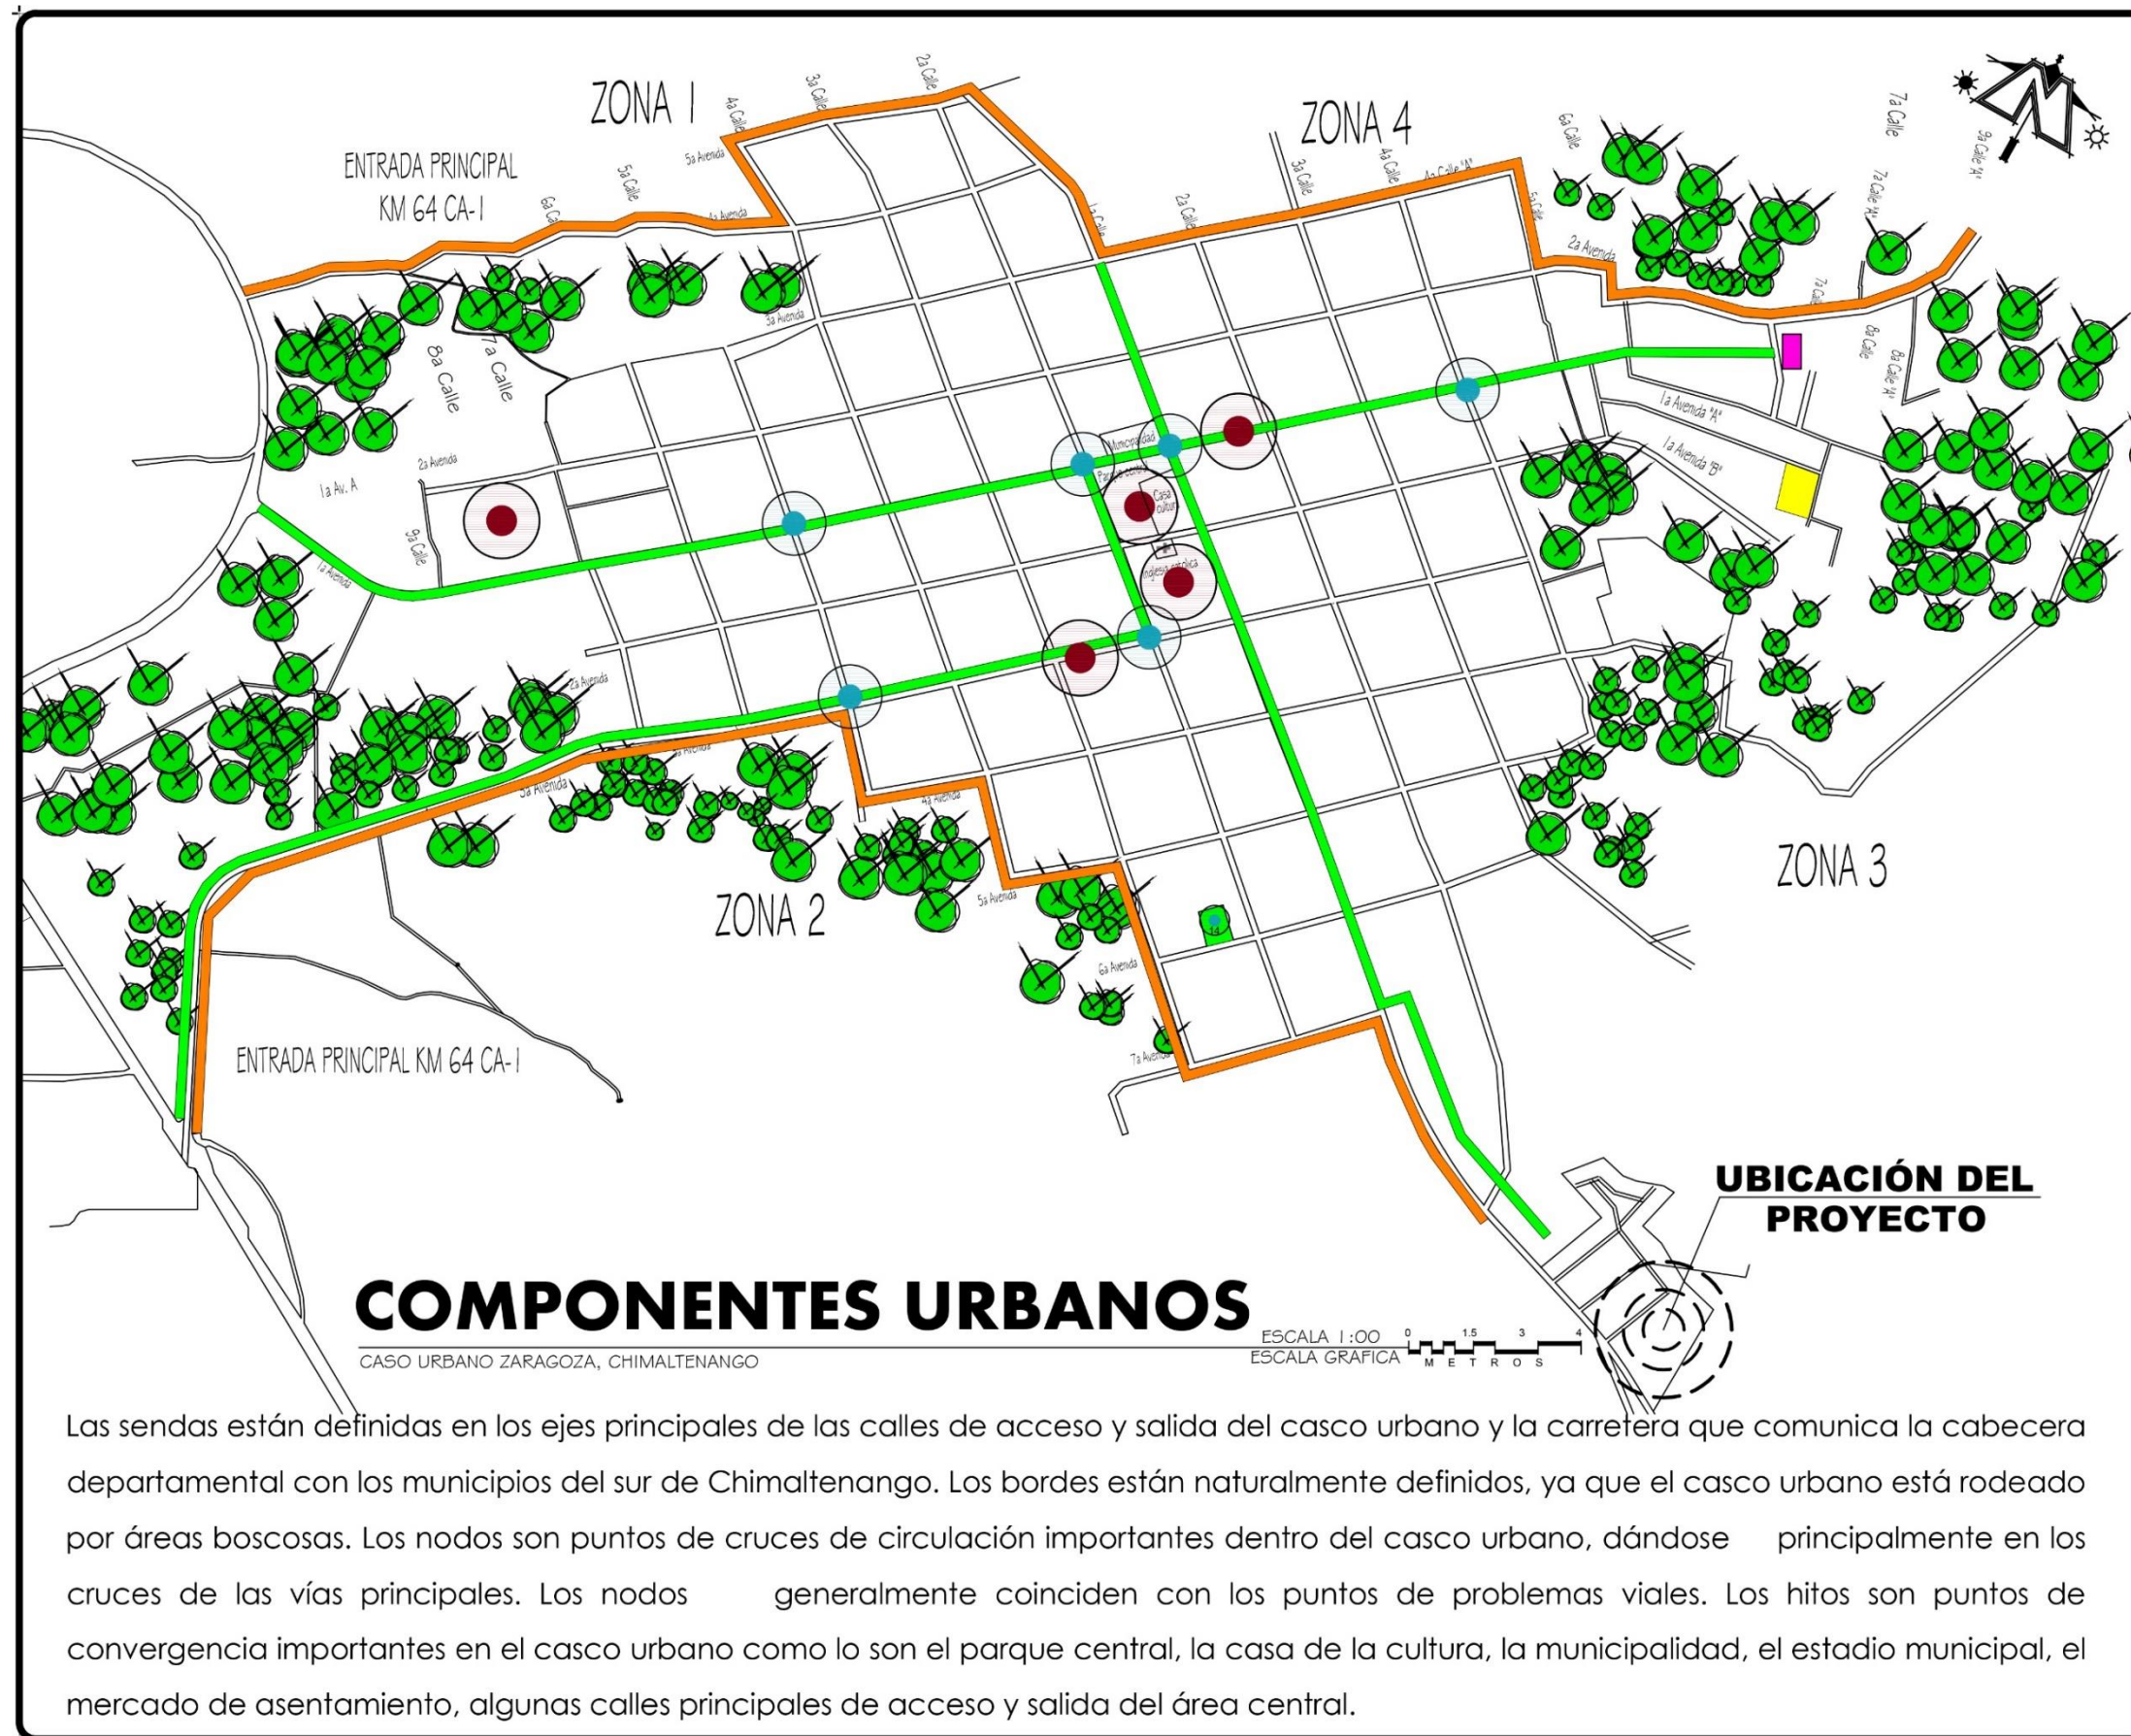 ZONA 1
ENTRADA PRINCIPAL
KM 64 CA-1
4a Calle
3a Calle
2a Calle
5a Avenida
5a Calle
6a Ca
4a Avenida
3a Avenida
8a Calle
7a Calle
2a Avenida
1a Av. A
9a Calle
1a Avenida
ZONA 4
1a Calle
2a Calle
3a Calle
4a Calle
4a Calle "A"
5a Calle
6a Calle
2a Avenida
7a Calle
9a Calle "A"
7a Calle "A"
8a Calle
8a Calle "A"
1a Avenida "A"
1a Avenida "B"
Municipalidad
Parque central
Casa
cultura
Inglesia catolica
2a Avenida
3a Avenida
3a Avenida
4a Avenida
5a Avenida
6a Avenida
7a Avenida
14
ZONA 2
ZONA 3
ENTRADA PRINCIPAL KM 64 CA-1
UBICACIÓN DEL
PROYECTO
COMPONENTES URBANOS
CASO URBANO ZARAGOZA, CHIMALTENANGO
ESCALA 1:00
ESCALA GRAFICA
0 1.5 3 4
METROS
Las sendas están definidas en los ejes principales de las calles de acceso y salida del casco urbano y la carretera que comunica la cabecera
departamental con los municipios del sur de Chimaltenango. Los bordes están naturalmente definidos, ya que el casco urbano está rodeado
por áreas boscosas. Los nodos son puntos de cruces de circulación importantes dentro del casco urbano, dándose principalmente en los
cruces de las vías principales. Los nodos generalmente coinciden con los puntos de problemas viales. Los hitos son puntos de
convergencia importantes en el casco urbano como lo son el parque central, la casa de la cultura, la municipalidad, el estadio municipal, el
mercado de asentamiento, algunas calles principales de acceso y salida del área central.